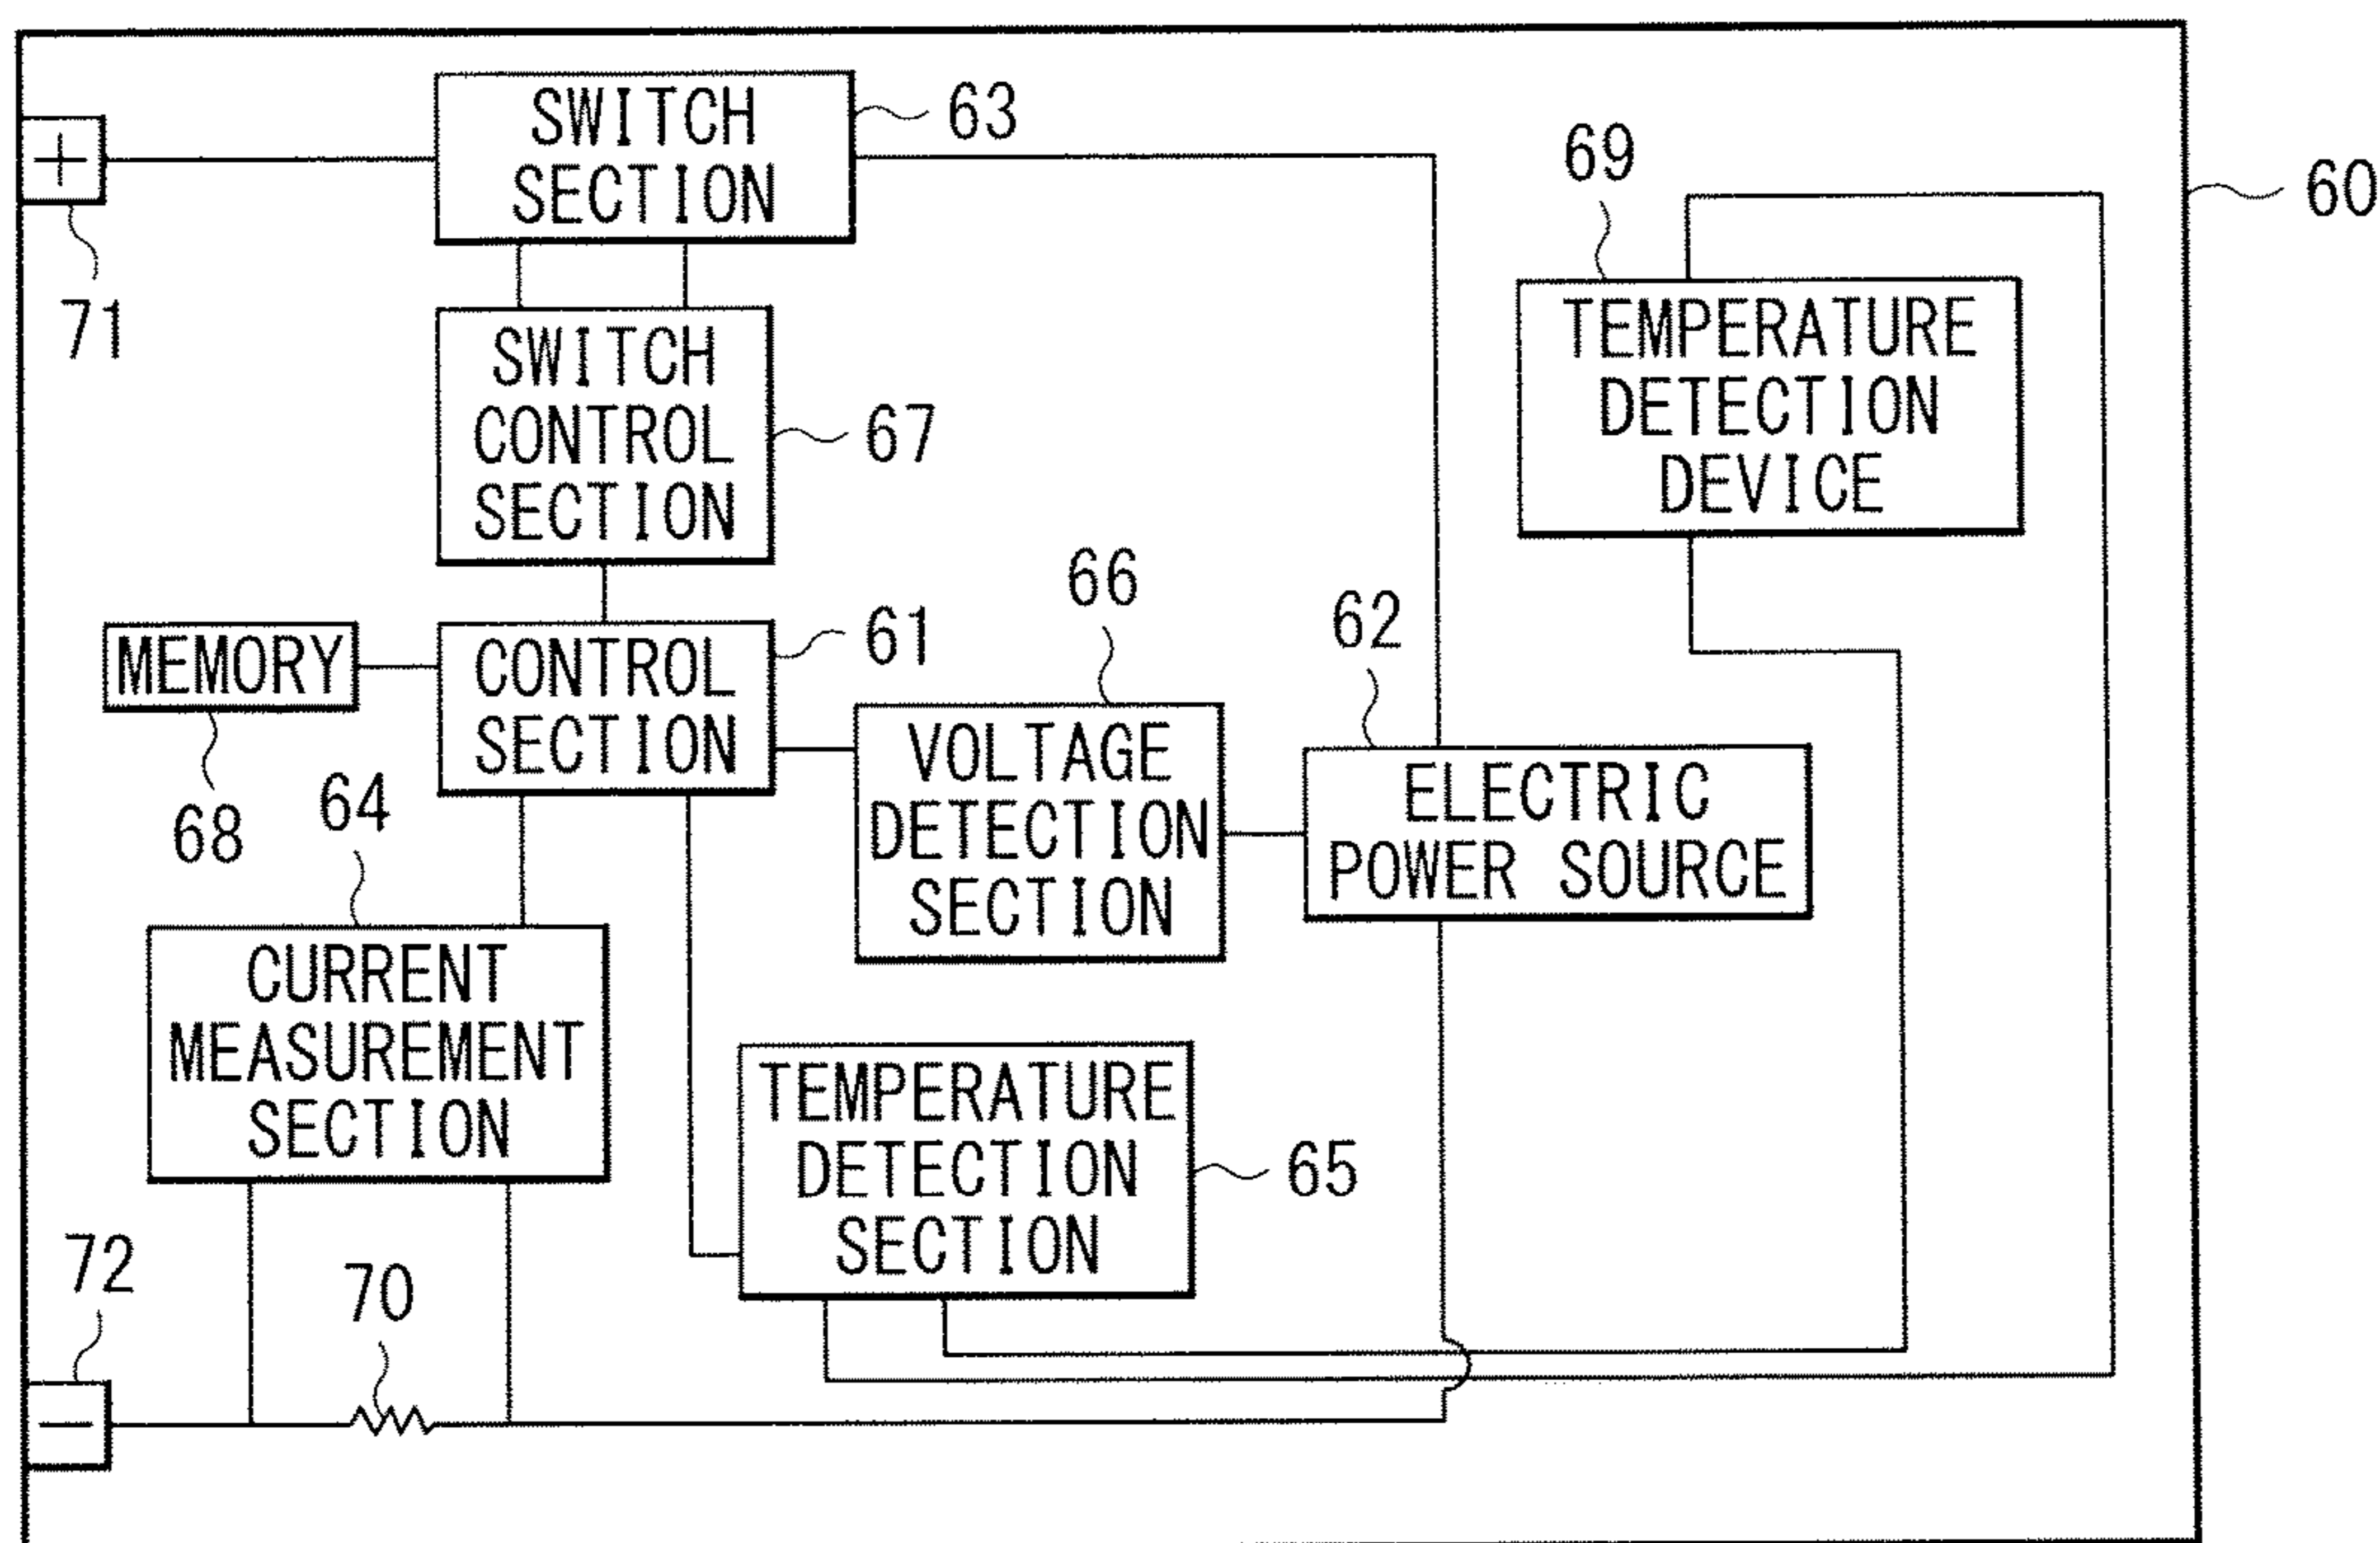 SWITCH
SECTION
63
+
71
69
60
TEMPERATURE
DETECTION
DEVICE
SWITCH
CONTROL
SECTION
67
66
62
61
MEMORY
68
CONTROL
SECTION
64
VOLTAGE
DETECTION
SECTION
ELECTRIC
POWER SOURCE
CURRENT
MEASUREMENT
SECTION
TEMPERATURE
DETECTION
SECTION
65
72
70
−